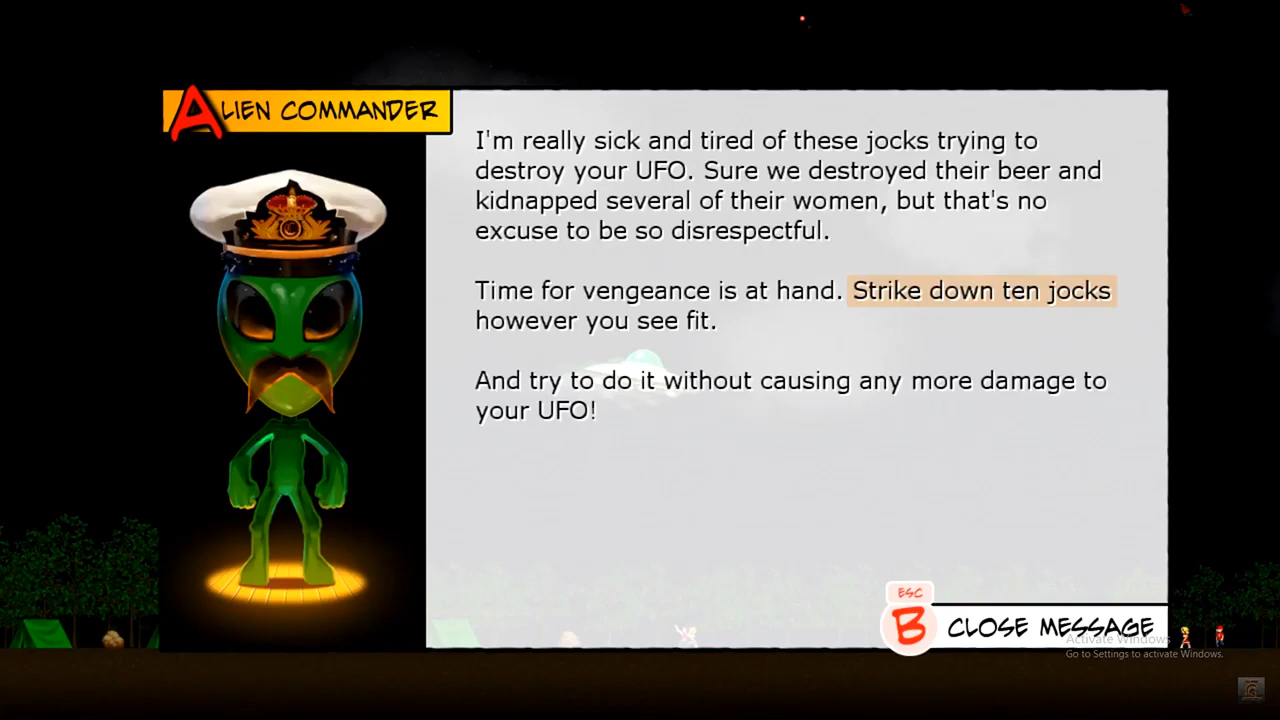 ALIEN COMMANDER
I'm really sick and tired of these jocks trying to
destroy your UFO. Sure we destroyed their beer and
kidnapped several of their women, but that's no
excuse to be so disrespectful.
Time for vengeance is at hand. Strike down ten jocks
however you see fit.
And try to do it without causing any more damage to
your UFO!
ESC
B CLOSE MESSAGE
Activate Windows
Go to Settings to activate Windows.